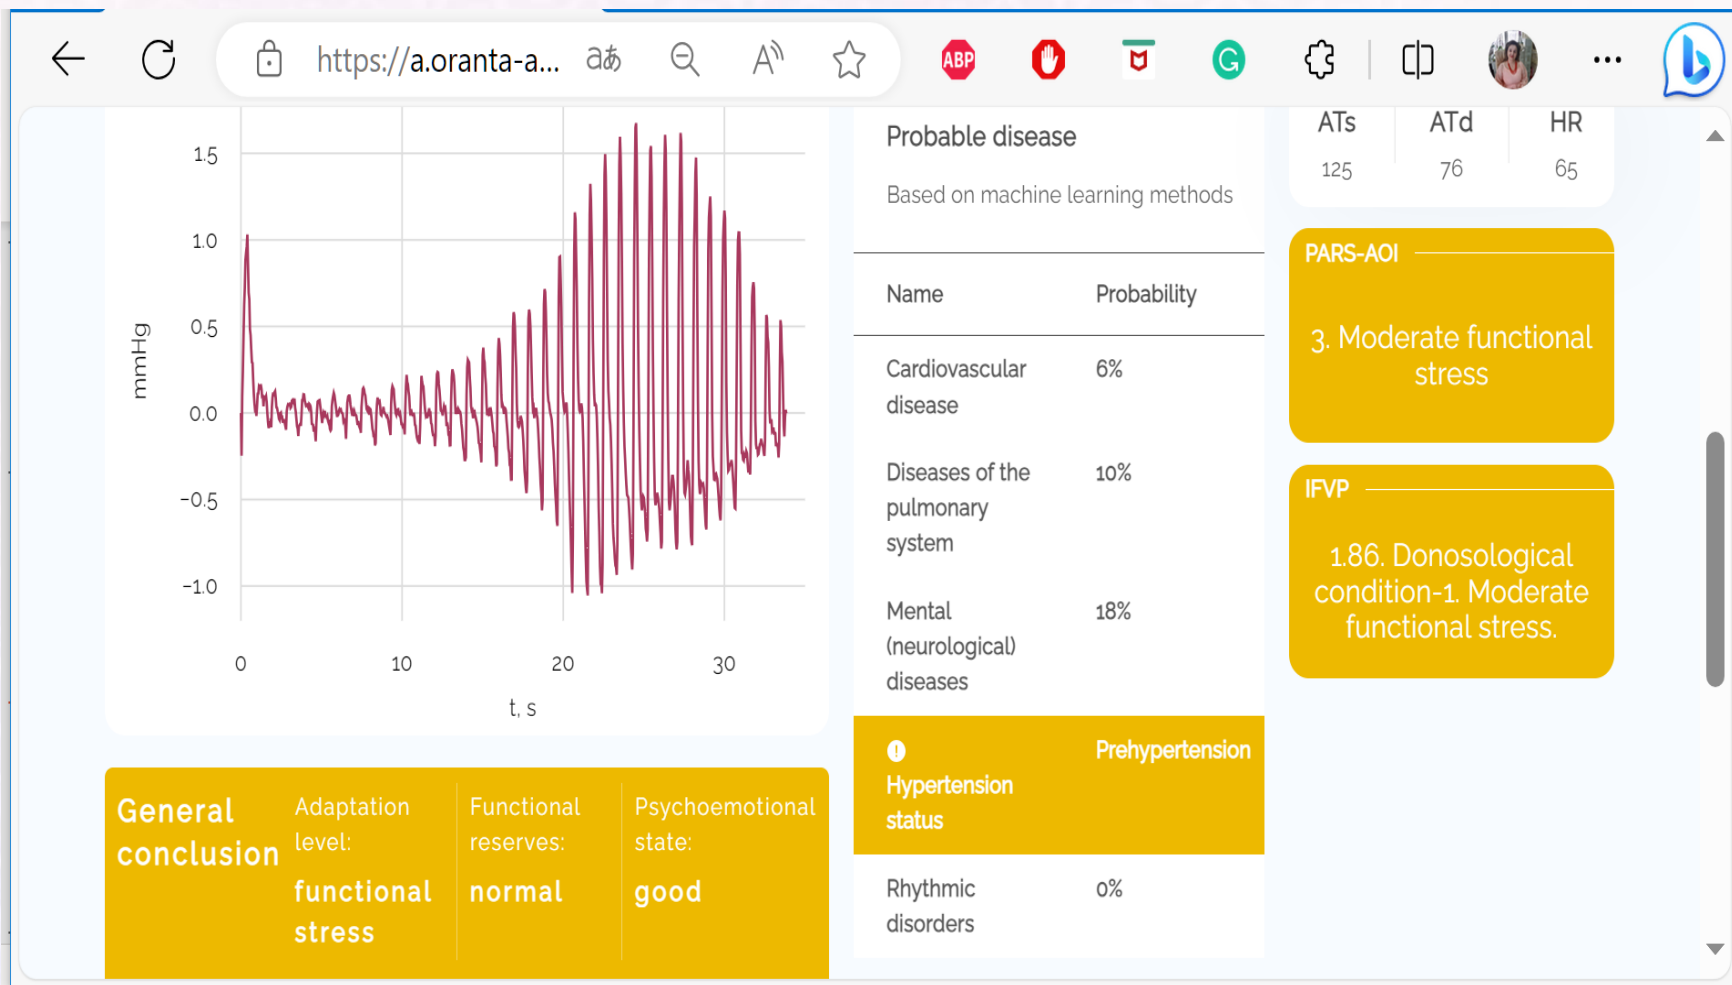 https://a.oranta-a...
aあ
A
ABP
G
1.5
1.0
0.5
0.0
−0.5
−1.0
mmHg
0 10 20 30
t, s
General
conclusion
Adaptation
level:
functional
stress
Functional
reserves:
normal
Psychoemotional
state:
good
Probable disease
Based on machine learning methods
Name Probability
Cardiovascular 6%
disease
Diseases of the 10%
pulmonary
system
Mental 18%
(neurological)
diseases
! Prehypertension
Hypertension
status
Rhythmic 0%
disorders
ATs ATd HR
125 76 65
PARS-AOI
3. Moderate functional
stress
IFVP
1.86. Donosological
condition-1. Moderate
functional stress.